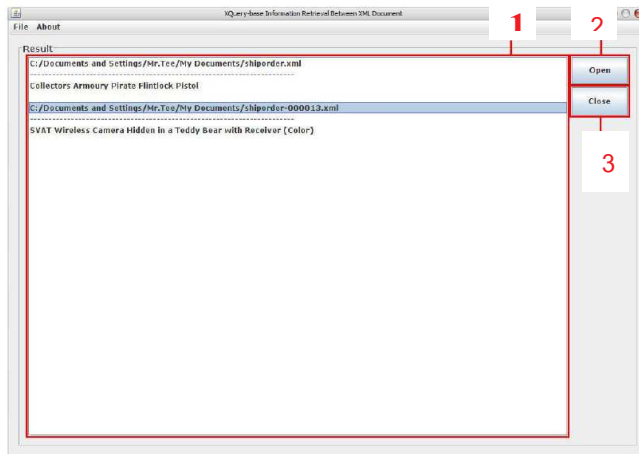 XQuery-base Information Retrieval Between XML Document
1
2
File About
Result
C:/Documents and Settings/Mr.Tee/My Documents/shiporder.xml
------------------------------------------------------------------------
Collectors Armoury Pirate Flintlock Pistol
C:/Documents and Settings/Mr.Tee/My Documents/shiporder-000013.xml
------------------------------------------------------------------------
SVAT Wireless Camera Hidden in a Teddy Bear with Receiver (Color)
Open
Close
3